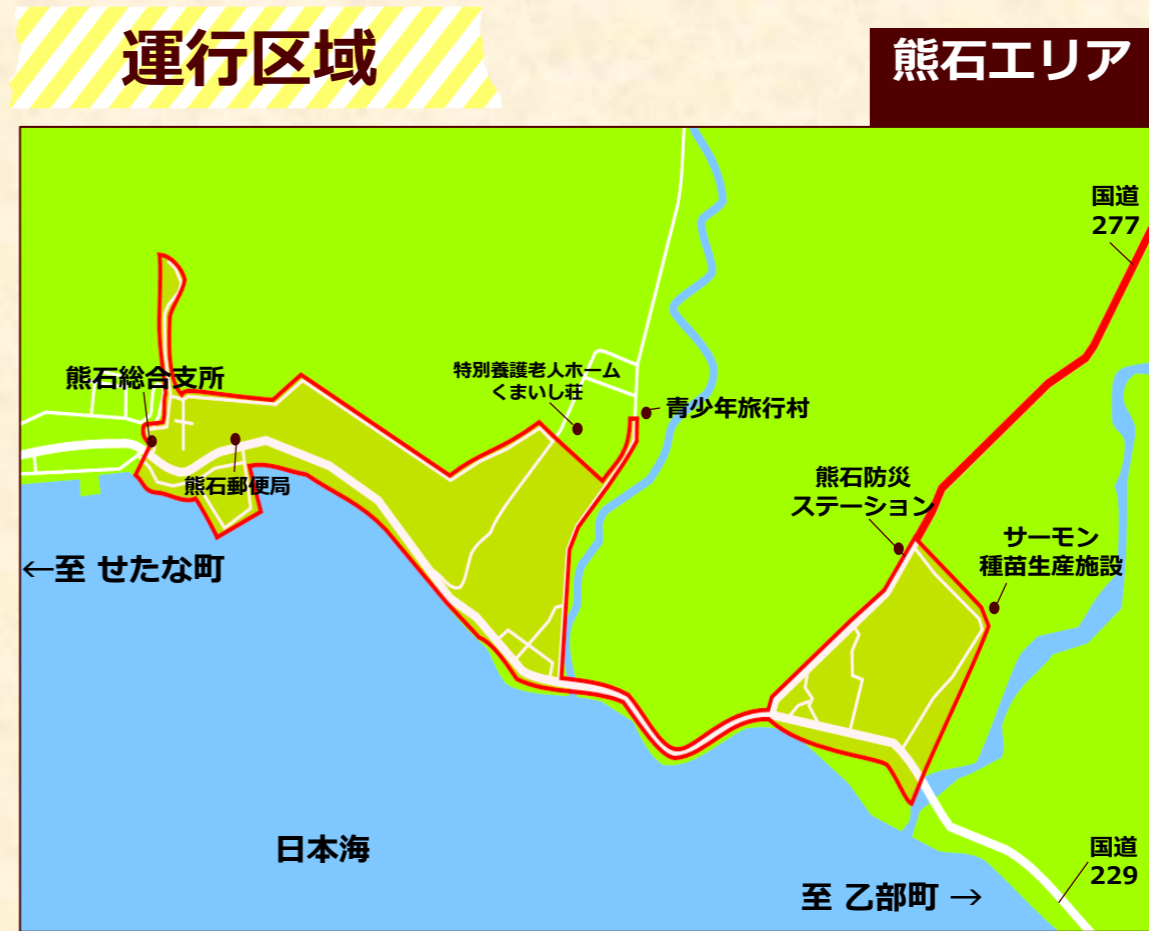 運行区域
熊石エリア
国道
277
熊石総合支所
特別養護老人ホーム
くまいし荘
青少年旅行村
熊石郵便局
熊石防災
ステーション
サーモン
種苗生産施設
←至 せたな町
日本海
国道
229
至 乙部町 →